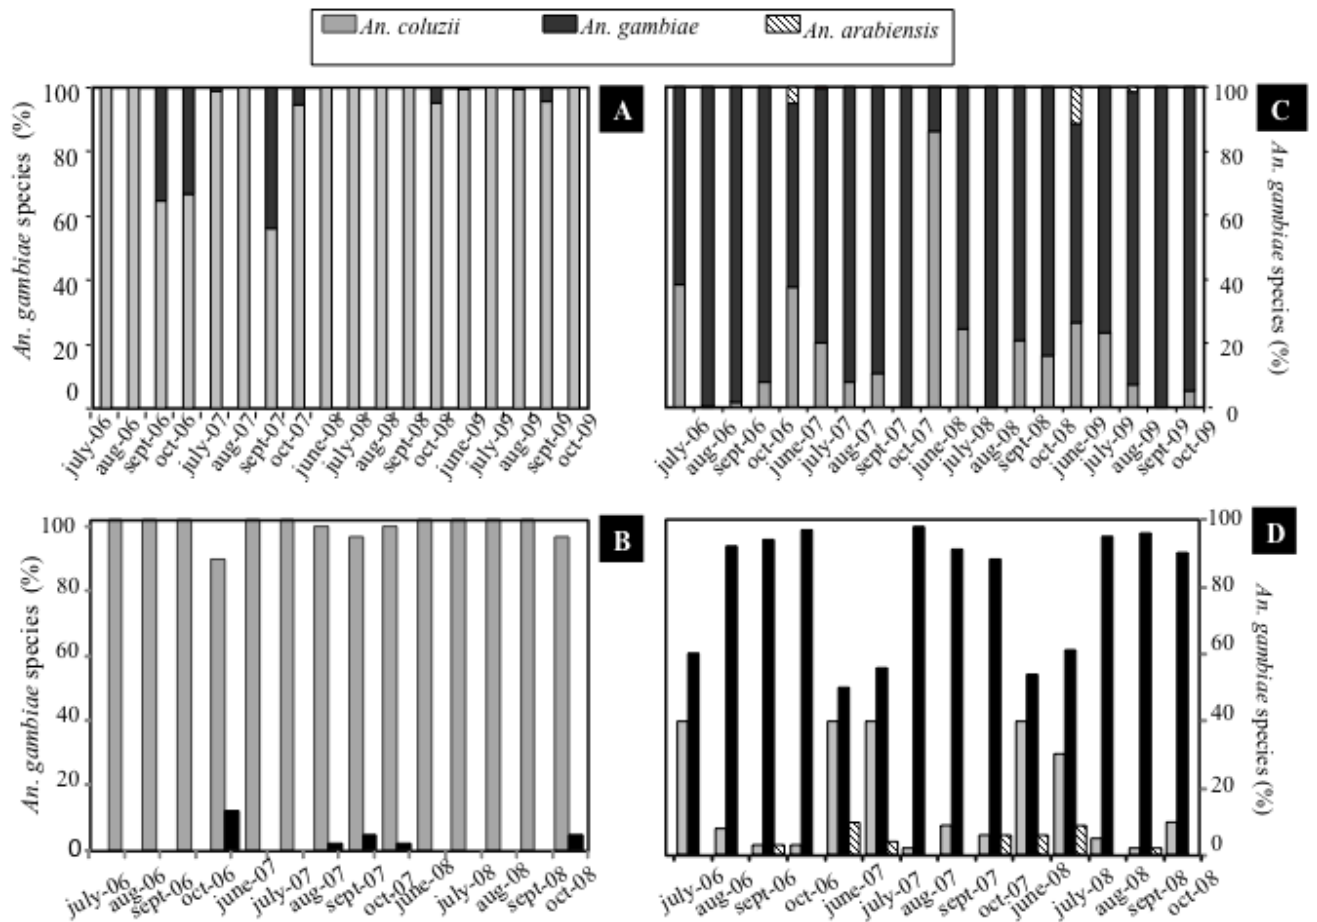 An. coluzii An. gambiae An. arabiensis
A
An. gambiae species (%)
100
80
60
40
20
0
july-06 aug-06 sept-06 oct-06 july-07 aug-07 sept-07 oct-07 june-08 july-08 aug-08 sept-08 oct-08 june-09 july-09 aug-09 sept-09 oct-09
C
An. gambiae species (%)
100
80
60
40
20
0
july-06 aug-06 sept-06 oct-06 june-07 july-07 aug-07 sept-07 oct-07 june-08 july-08 aug-08 sept-08 oct-08 june-09 july-09 aug-09 sept-09 oct-09
B
An. gambiae species (%)
100
80
60
40
20
0
july-06 aug-06 sept-06 oct-06 june-07 july-07 aug-07 sept-07 oct-07 june-08 july-08 aug-08 sept-08 oct-08
D
An. gambiae species (%)
100
80
60
40
20
0
july-06 aug-06 sept-06 oct-06 june-07 july-07 aug-07 sept-07 oct-07 june-08 july-08 aug-08 sept-08 oct-08